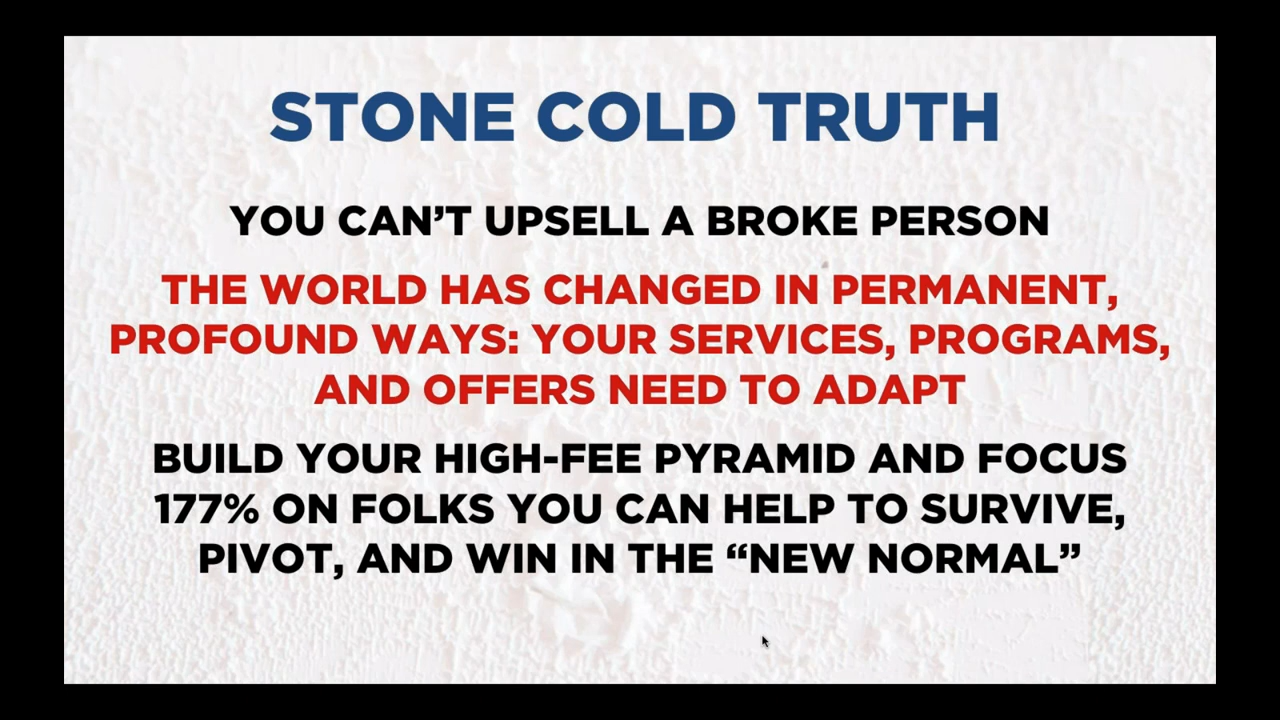 STONE COLD TRUTH
YOU CAN’T UPSELL A BROKE PERSON
THE WORLD HAS CHANGED IN PERMANENT,
PROFOUND WAYS: YOUR SERVICES, PROGRAMS,
AND OFFERS NEED TO ADAPT
BUILD YOUR HIGH-FEE PYRAMID AND FOCUS
177% ON FOLKS YOU CAN HELP TO SURVIVE,
PIVOT, AND WIN IN THE “NEW NORMAL”